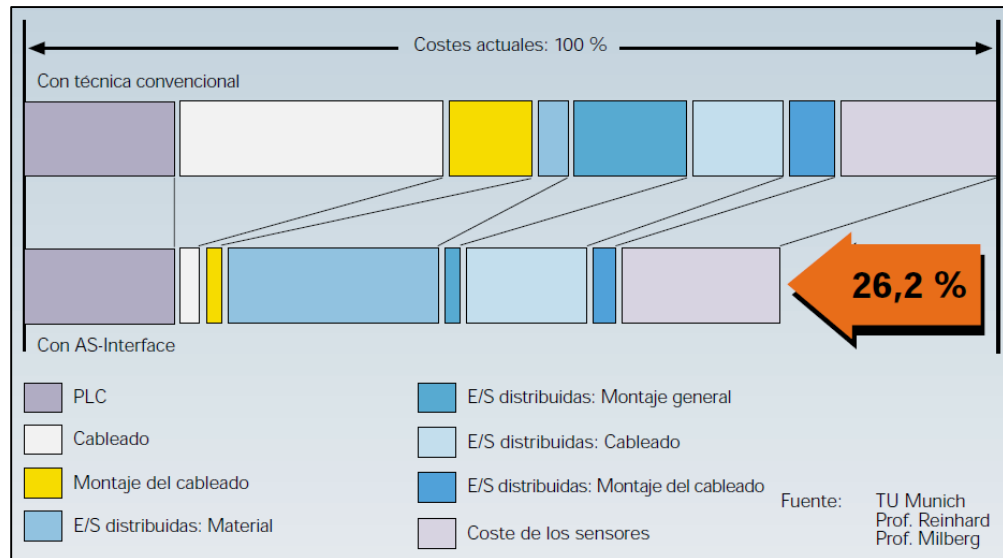 Costes actuales: 100 %
Con técnica convencional
26,2 %
Con AS-Interface
PLC
Cableado
Montaje del cableado
E/S distribuidas: Material
E/S distribuidas: Montaje general
E/S distribuidas: Cableado
E/S distribuidas: Montaje del cableado
Coste de los sensores
Fuente: TU Munich
Prof. Reinhard
Prof. Milberg